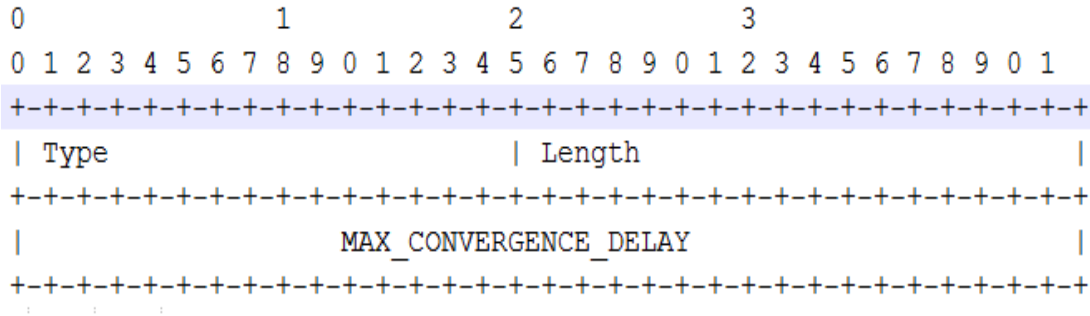 0               1             2             3
0 1 2 3 4 5 6 7 8 9 0 1 2 3 4 5 6 7 8 9 0 1 2 3 4 5 6 7 8 9 0 1
+-+-+-+-+-+-+-+-+-+-+-+-+-+-+-+-+-+-+-+-+-+-+-+-+-+-+-+-+-+-+-+-+
| Type                        | Length                          |
+-+-+-+-+-+-+-+-+-+-+-+-+-+-+-+-+-+-+-+-+-+-+-+-+-+-+-+-+-+-+-+-+
|                   MAX_CONVERGENCE_DELAY                       |
+-+-+-+-+-+-+-+-+-+-+-+-+-+-+-+-+-+-+-+-+-+-+-+-+-+-+-+-+-+-+-+-+